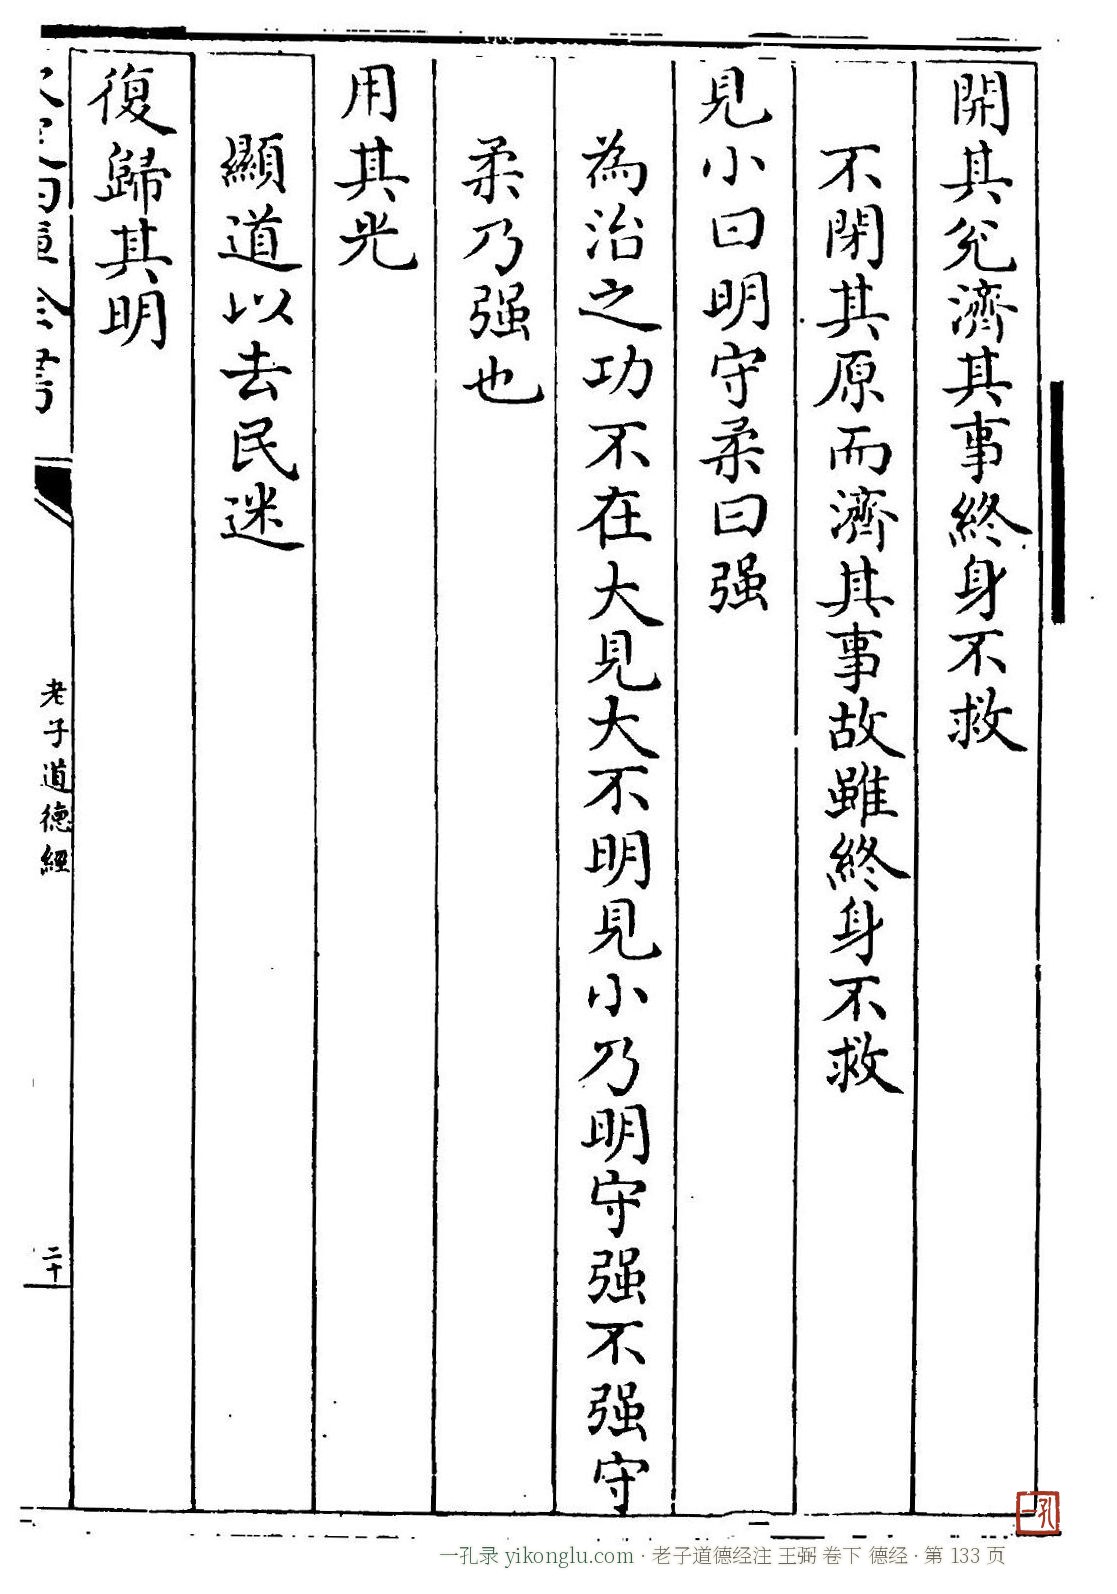 開其兊濟其事終身不救
不閉其原而濟其事故雖終身不救
見小曰明守柔曰强
為治之功不在大見大不明見小乃明守强不强守
柔乃强也
用其光
顯道以去民迷
復歸其明
老子道德經
二十
一孔
一孔录 yikonglu.com · 老子道德经注 王弼 卷下 德经 · 第 133 页